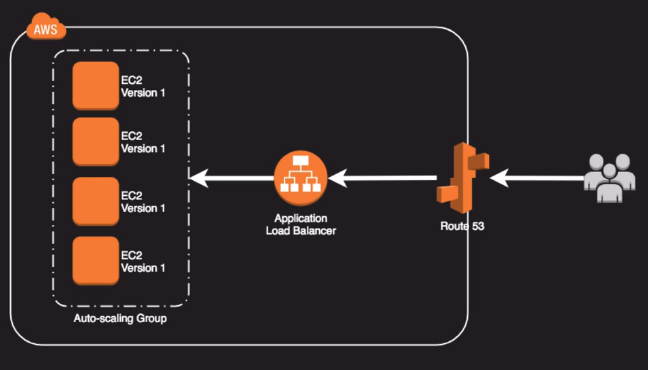 AWS
EC2
Version 1
EC2
Version 1
EC2
Version 1
EC2
Version 1
Auto-scaling Group
Application
Load Balancer
Route 53